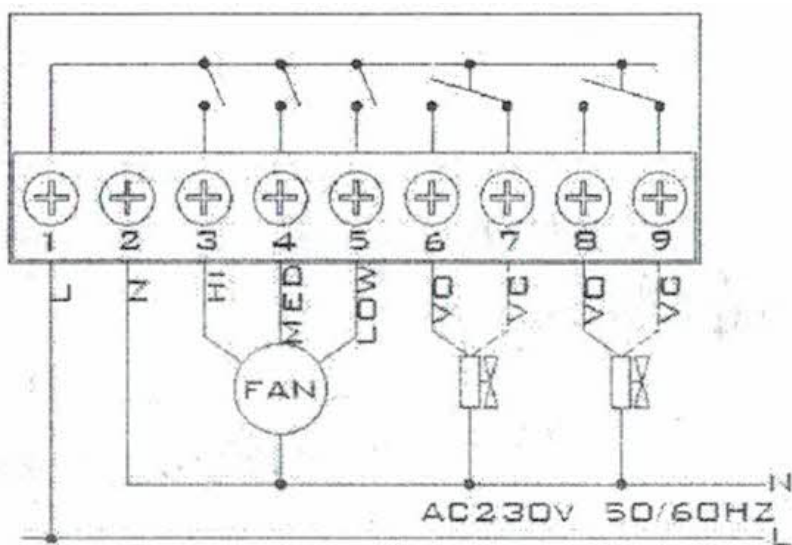 1 2 3 4 5 6 7 8 9
L N HI MED LOW VO VC VO VC
FAN
N
AC230V 50/60HZ
L